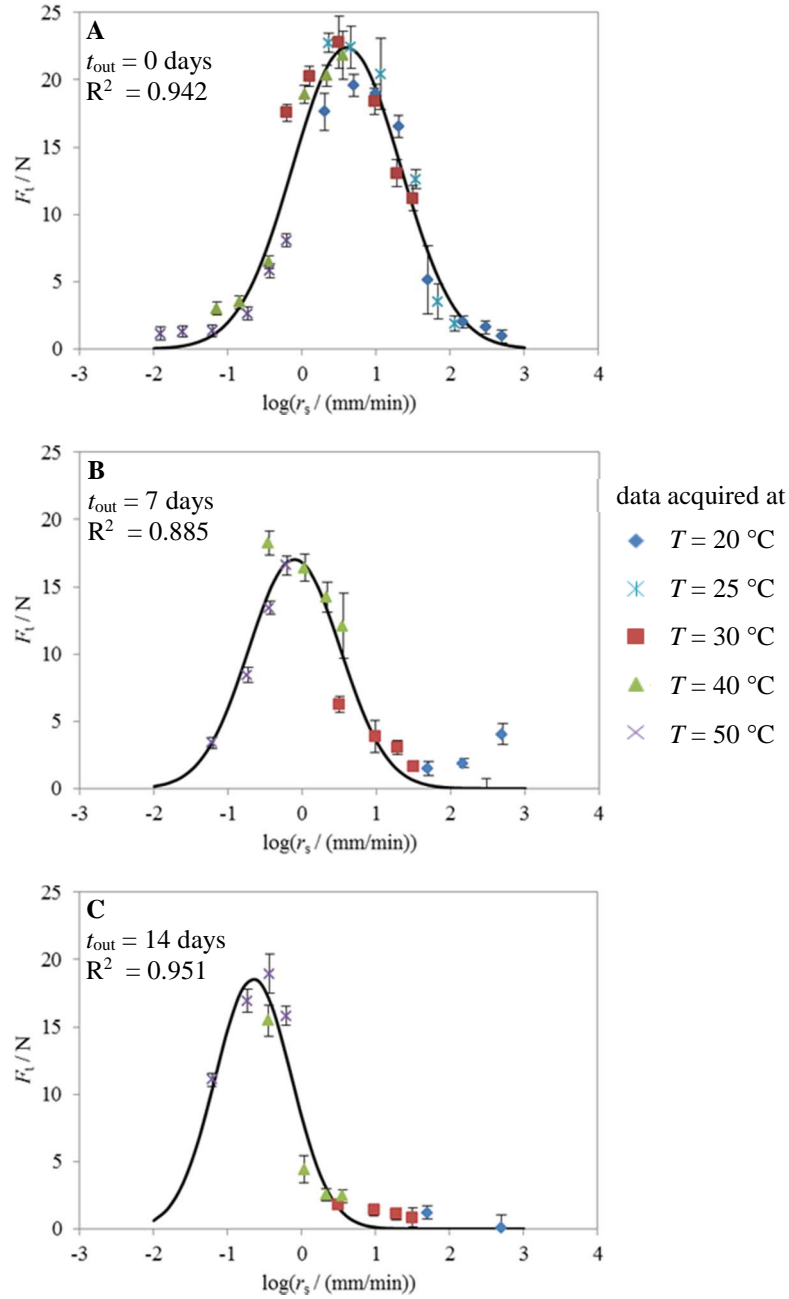 25
20
15
10
5
0
A
t_out = 0 days
R² = 0.942
F_t / N
-3 -2 -1 0 1 2 3 4
log(r_s / (mm/min))
25
20
15
10
5
0
B
t_out = 7 days
R² = 0.885
F_t / N
-3 -2 -1 0 1 2 3 4
log(r_s / (mm/min))
data acquired at
T = 20 °C
T = 25 °C
T = 30 °C
T = 40 °C
T = 50 °C
25
20
15
10
5
0
C
t_out = 14 days
R² = 0.951
F_t / N
-3 -2 -1 0 1 2 3 4
log(r_s / (mm/min))